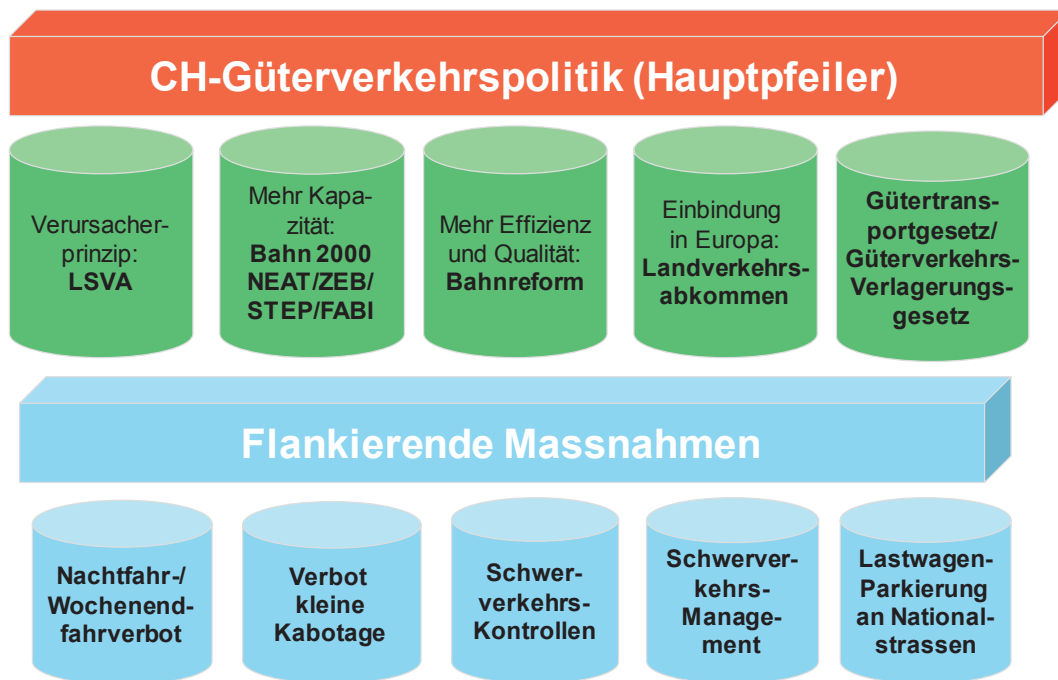 CH-Güterverkehrspolitik (Hauptpfeiler)
Verursacher-
prinzip:
LSVA
Mehr Kapa-
zität:
Bahn 2000
NEAT/ZEB/
STEP/FABI
Mehr Effizienz
und Qualität:
Bahnreform
Einbindung
in Europa:
Landverkehrs-
abkommen
Gütertrans-
portgesetz/
Güterverkehrs-
Verlagerungs-
gesetz
Flankierende Massnahmen
Nachtfahr-/
Wochenend-
fahrverbot
Verbot
kleine
Kabotage
Schwer-
verkehrs-
Kontrollen
Schwerver-
kehrs-
Manage-
ment
Lastwagen-
Parkierung
an National-
strassen